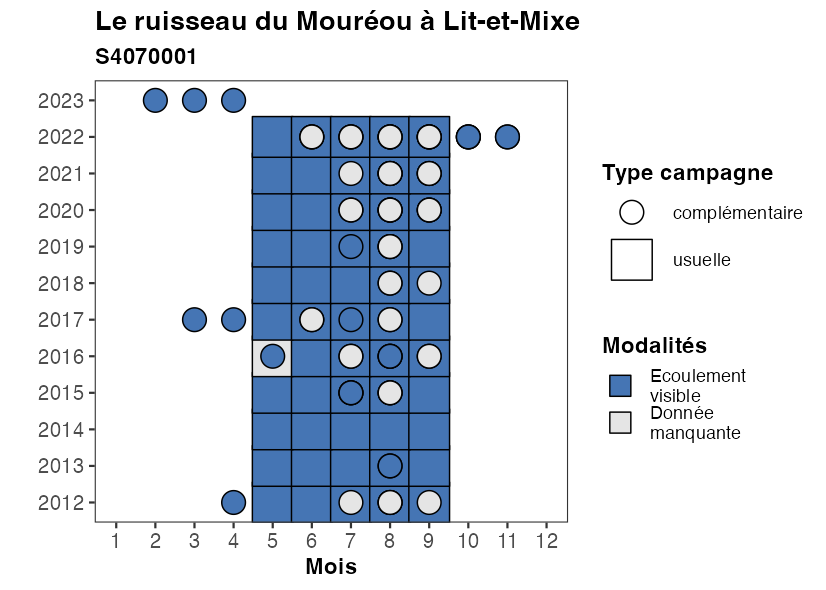 Le ruisseau du Mouréou à Lit-et-Mixe
S4070001
2023
2022
2021
2020
2019
2018
2017
2016
2015
2014
2013
2012
1 2 3 4 5 6 7 8 9 10 11 12
Mois
Type campagne
complémentaire
usuelle
Modalités
Ecoulement
visible
Donnée
manquante